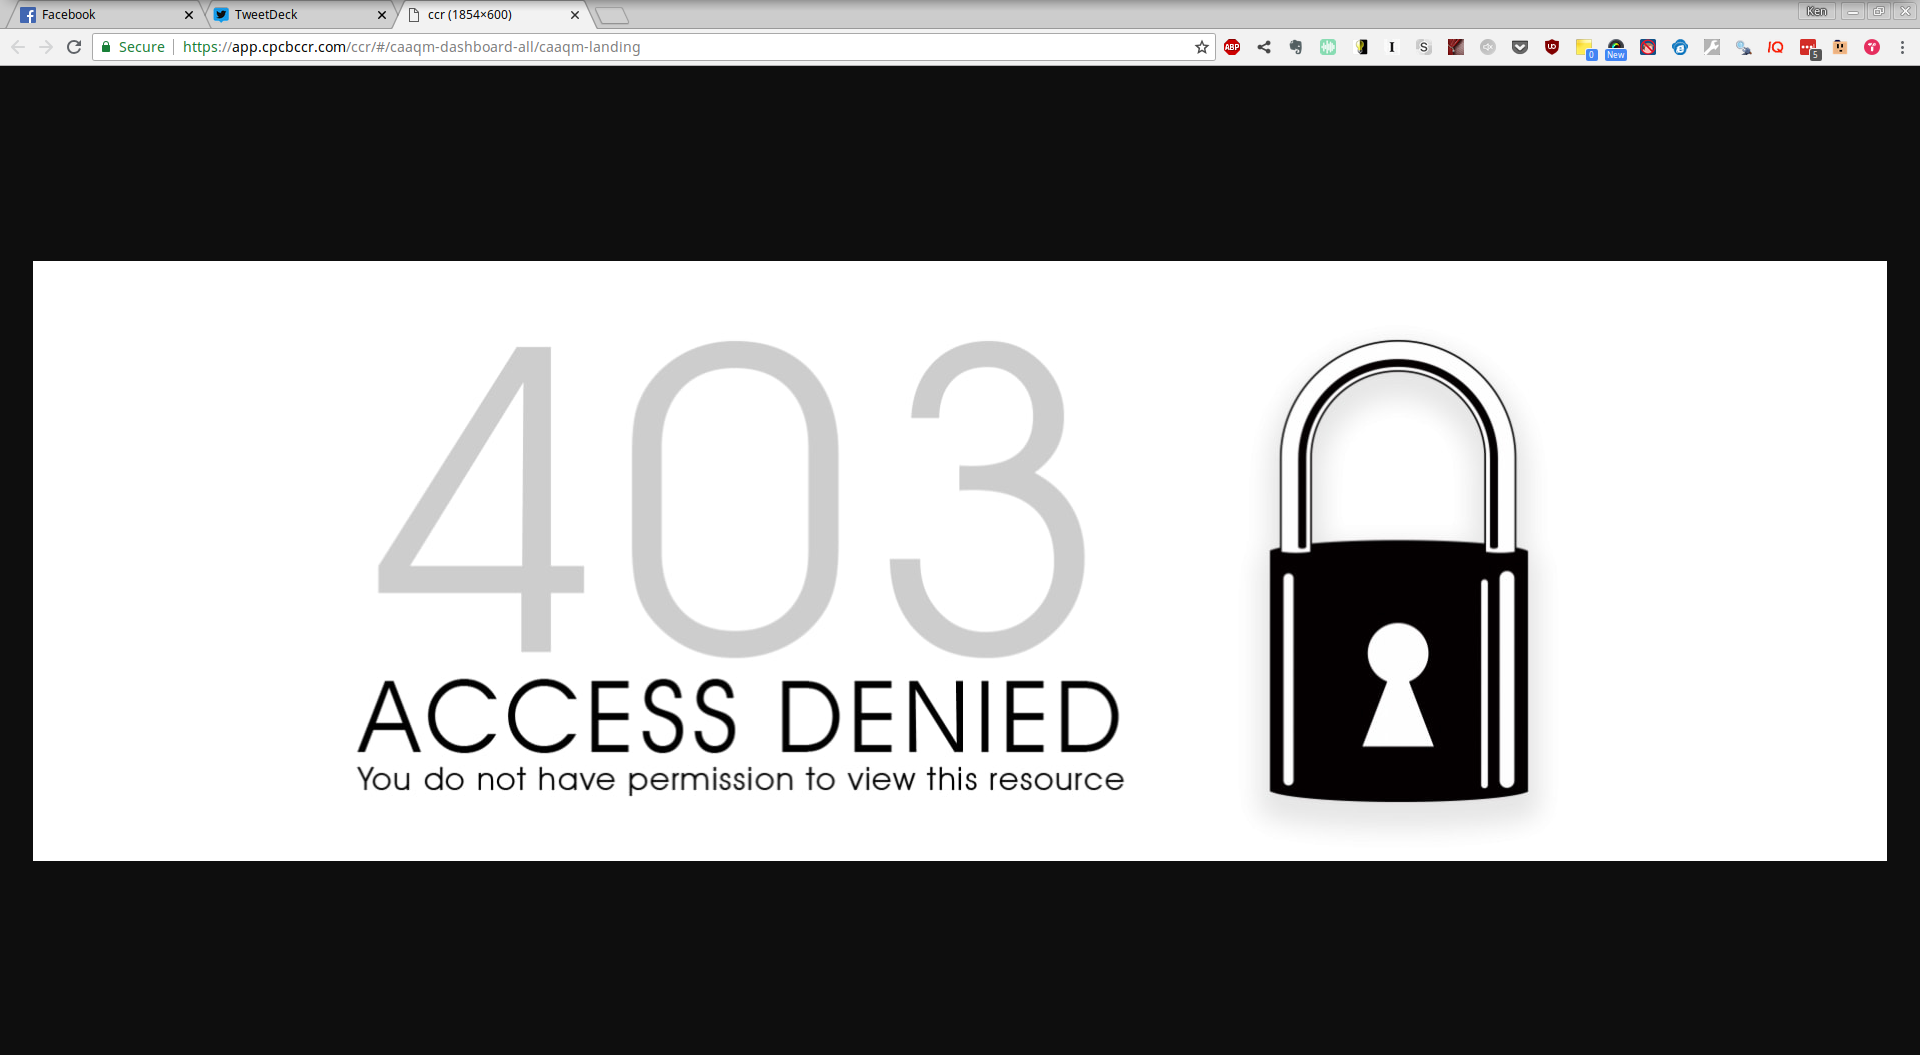 Facebook
TweetDeck
ccr (1854×600)
Ken
Secure
https://app.cpcbccr.com/ccr/#/caaqm-dashboard-all/caaqm-landing
ABP
I
S
UD
0
New
IQ
5
403
ACCESS DENIED
You do not have permission to view this resource